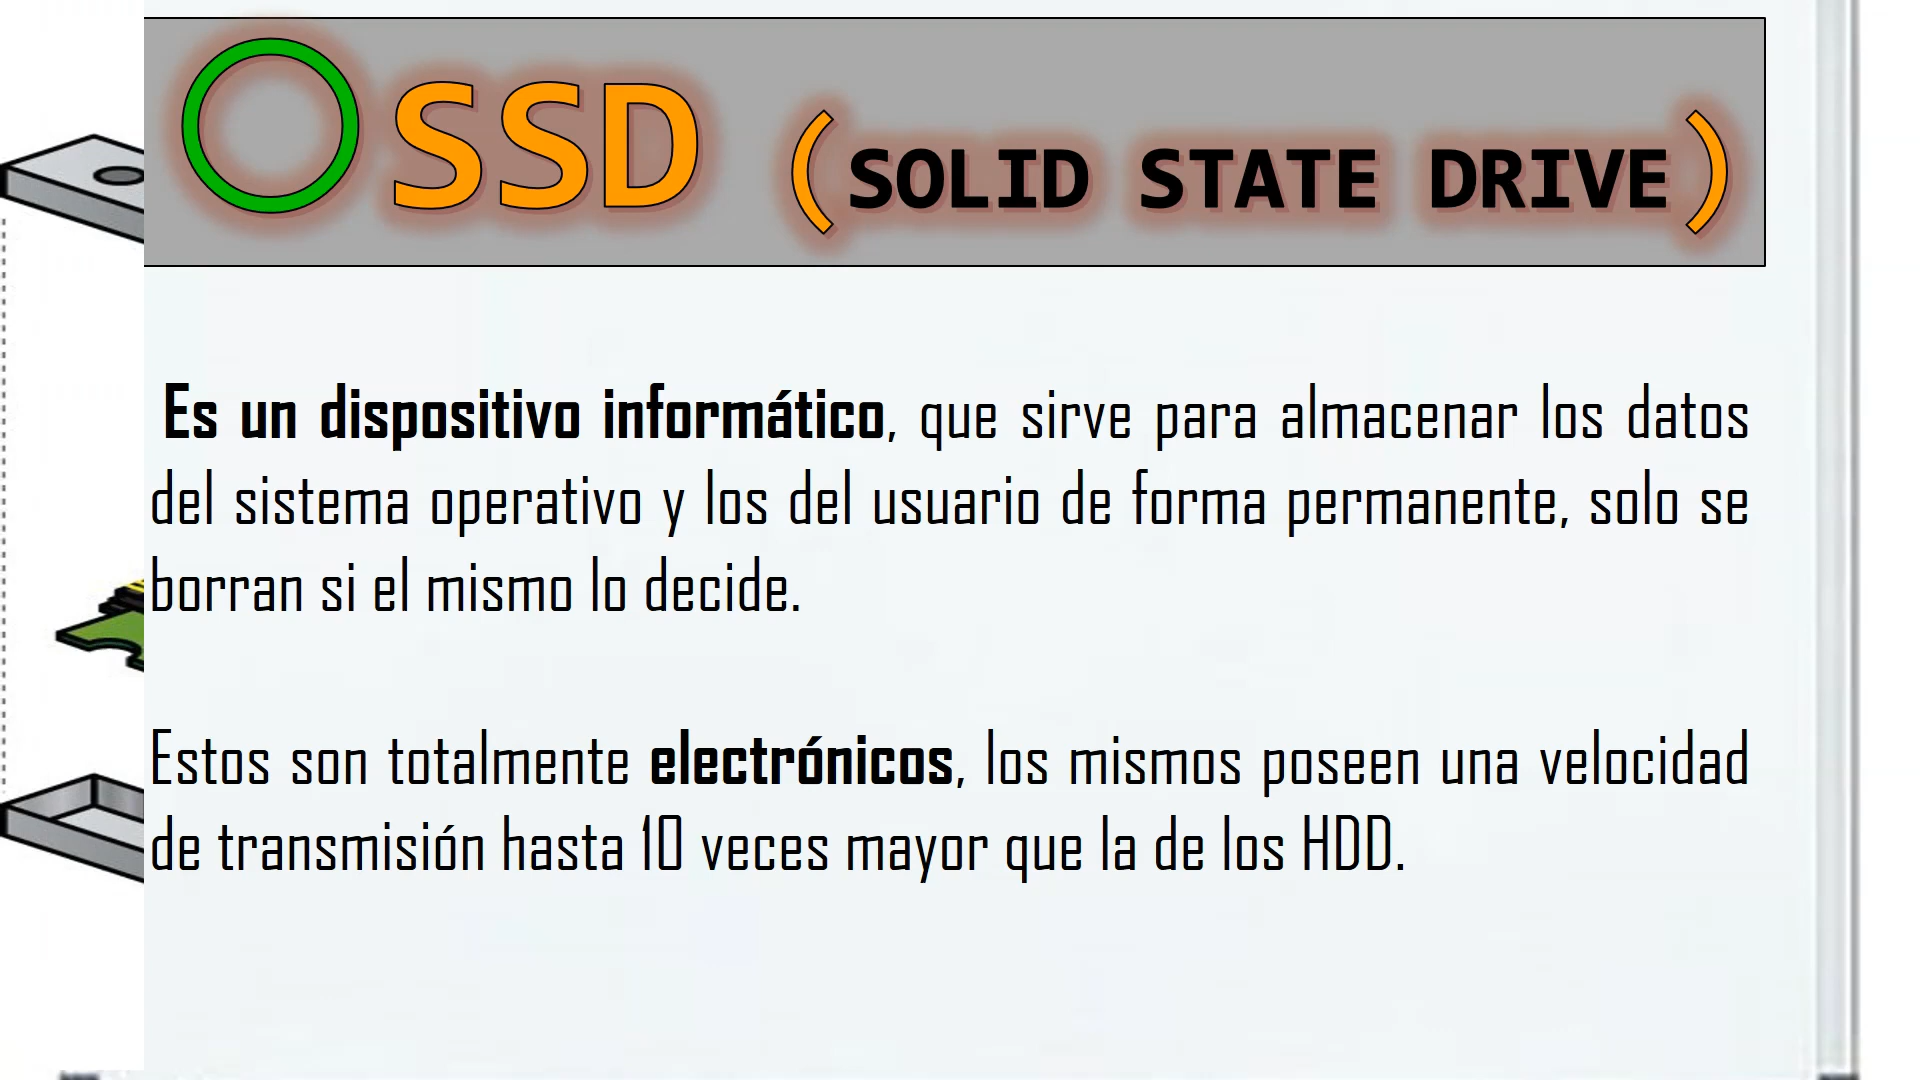 SSD (SOLID STATE DRIVE)
Es un dispositivo informático, que sirve para almacenar los datos
del sistema operativo y los del usuario de forma permanente, solo se
borran si el mismo lo decide.
Estos son totalmente electrónicos, los mismos poseen una velocidad
de transmisión hasta 10 veces mayor que la de los HDD.